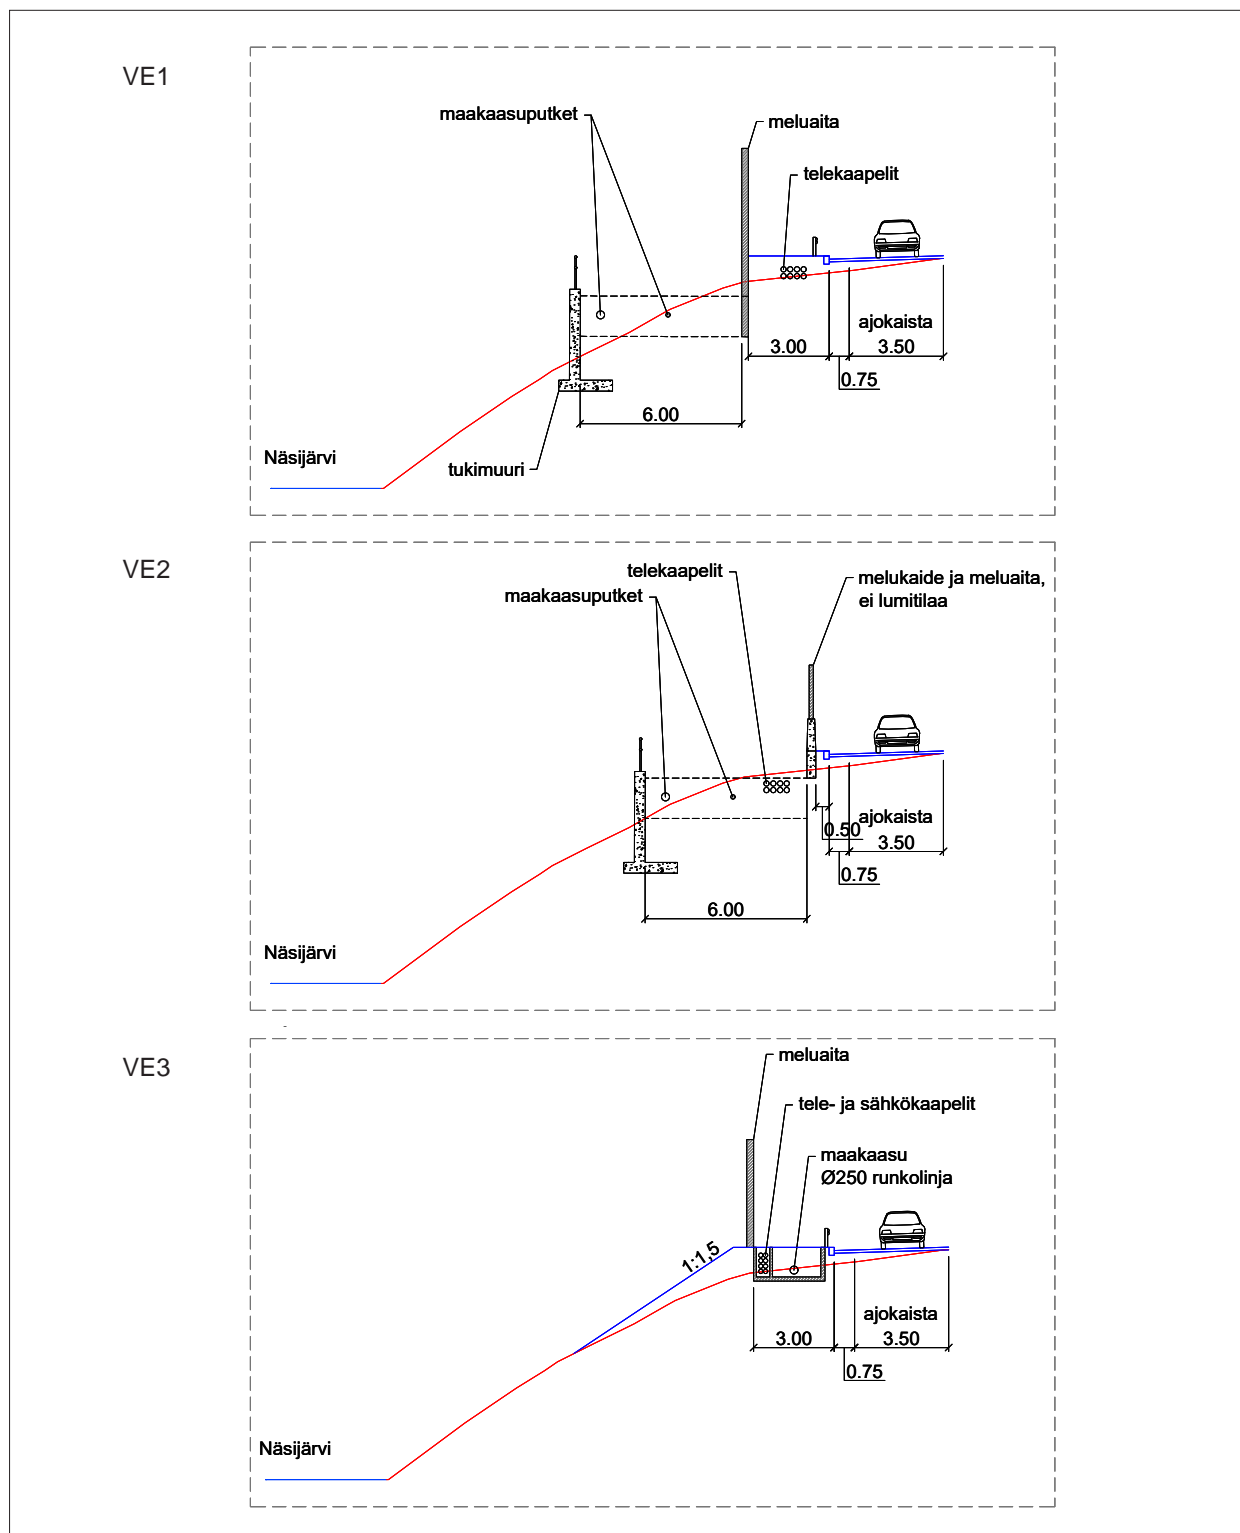 VE1
maakaasuputket
meluaita
telekaapelit
ajokaista
3.00
3.50
0.75
6.00
Näsijärvi
tukimuuri
VE2
telekaapelit
melukaide ja meluaita,
ei lumitilaa
maakaasuputket
ajokaista
0.50
3.50
0.75
6.00
Näsijärvi
VE3
meluaita
tele- ja sähkökaapelit
maakaasu
Ø250 runkolinja
1:1,5
ajokaista
3.00
3.50
0.75
Näsijärvi